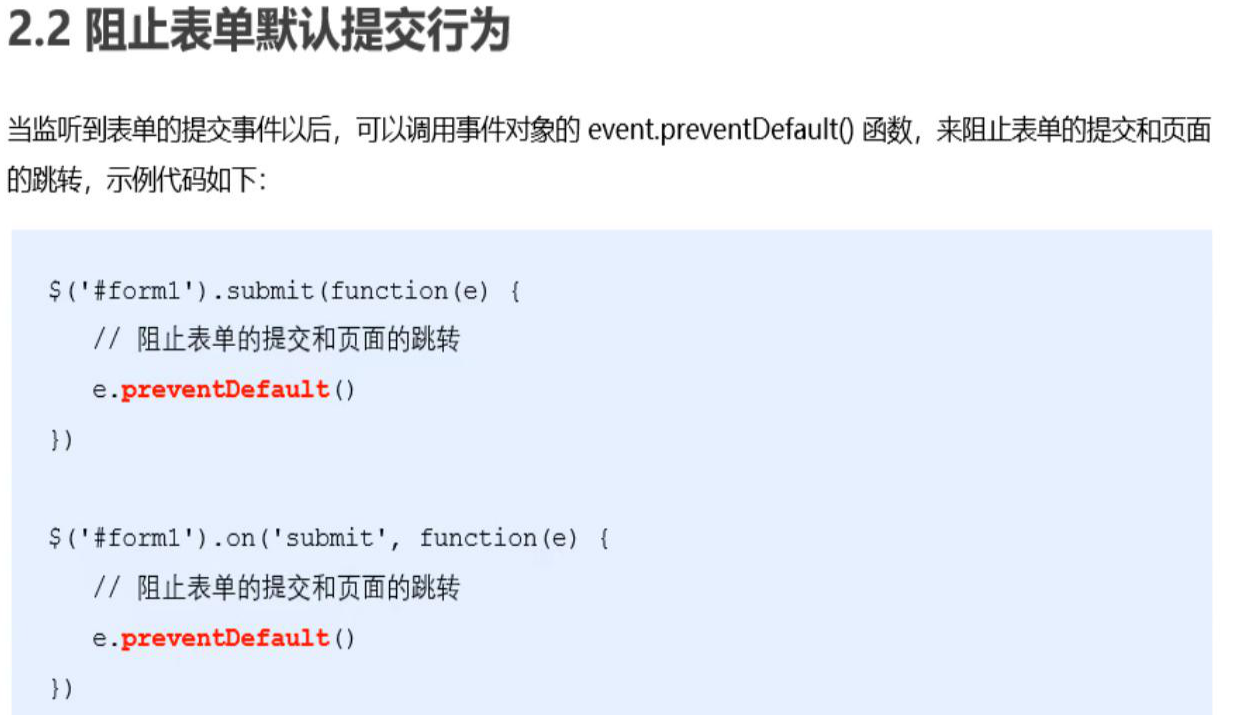 2.2 阻止表单默认提交行为
当监听到表单的提交事件以后，可以调用事件对象的 event.preventDefault() 函数，来阻止表单的提交和页面
的跳转，示例代码如下：
$('#form1').submit(function(e) {
// 阻止表单的提交和页面的跳转
e.preventDefault()
})
$('#form1').on('submit', function(e) {
// 阻止表单的提交和页面的跳转
e.preventDefault()
})